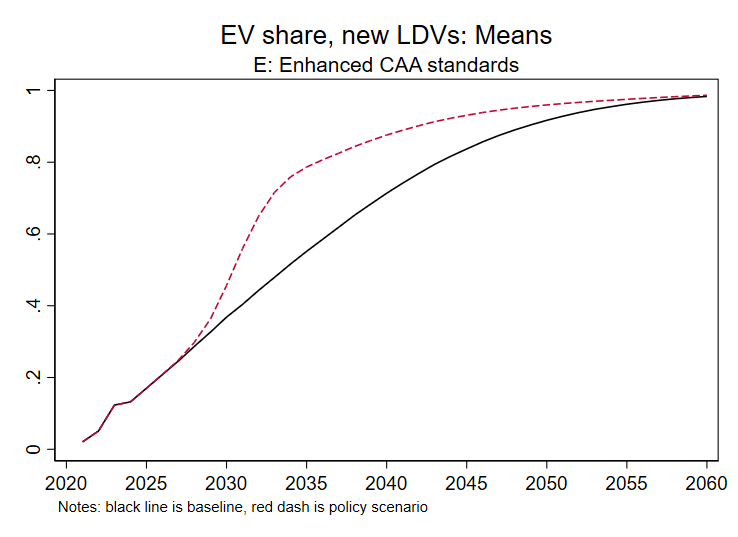 EV share, new LDVs: Means
E: Enhanced CAA standards
1
.8
.6
.4
.2
0
2020 2025 2030 2035 2040 2045 2050 2055 2060
Notes: black line is baseline, red dash is policy scenario